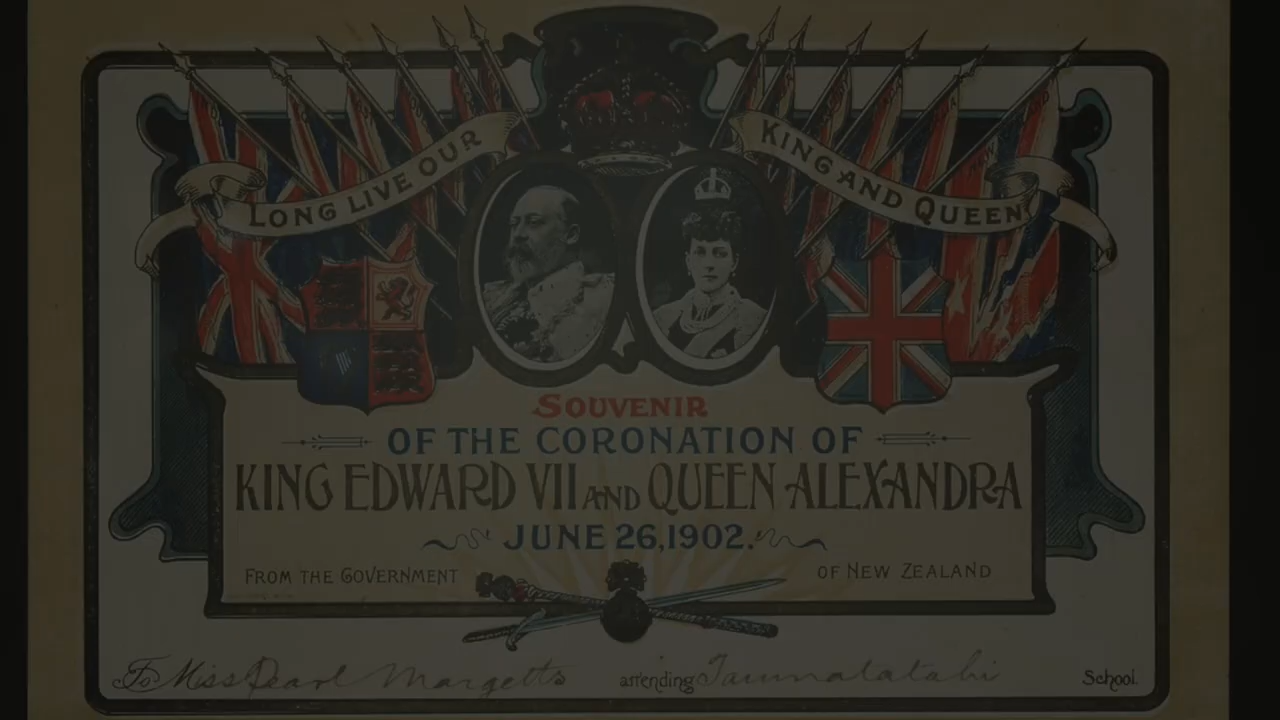 LONG LIVE OUR
KING AND QUEEN
SOUVENIR
OF THE CORONATION OF
KING EDWARD VII AND QUEEN ALEXANDRA
JUNE 26, 1902.
FROM THE GOVERNMENT OF NEW ZEALAND
To Miss Pearl Margetts attending Taumatatahi School.